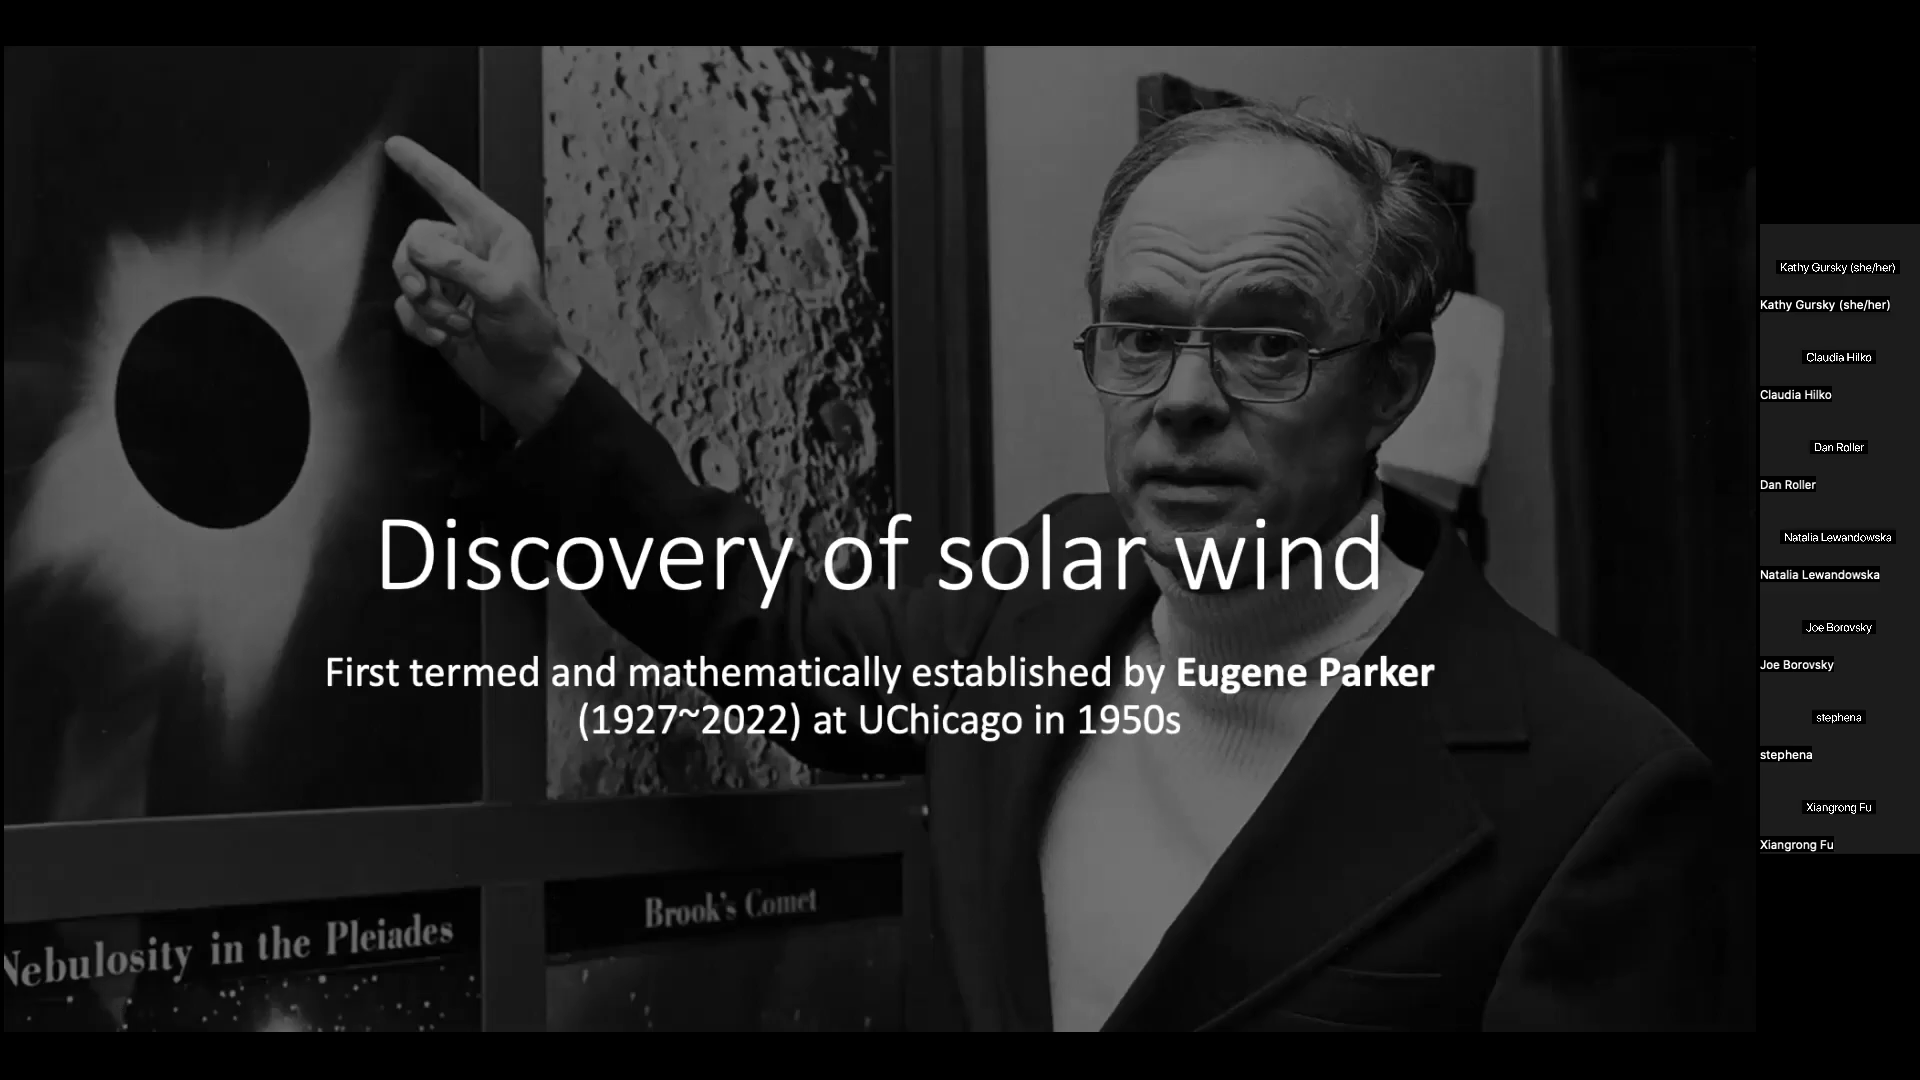 Discovery of solar wind
First termed and mathematically established by Eugene Parker
(1927~2022) at UChicago in 1950s
Nebulosity in the Pleiades
Brook's Comet
Kathy Gursky (she/her)
Kathy Gursky (she/her)
Claudia Hilko
Claudia Hilko
Dan Roller
Dan Roller
Natalia Lewandowska
Natalia Lewandowska
Joe Borovsky
Joe Borovsky
stephena
stephena
Xiangrong Fu
Xiangrong Fu